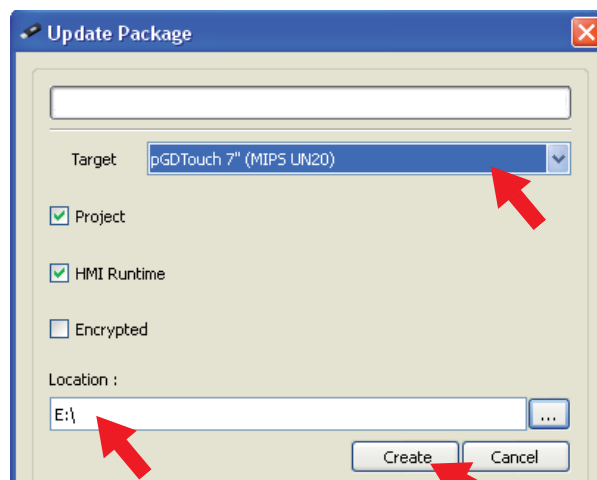 Update Package
Target pGDTouch 7" (MIPS UN20)
Project
HMI Runtime
Encrypted
Location :
E:\
...
Create Cancel